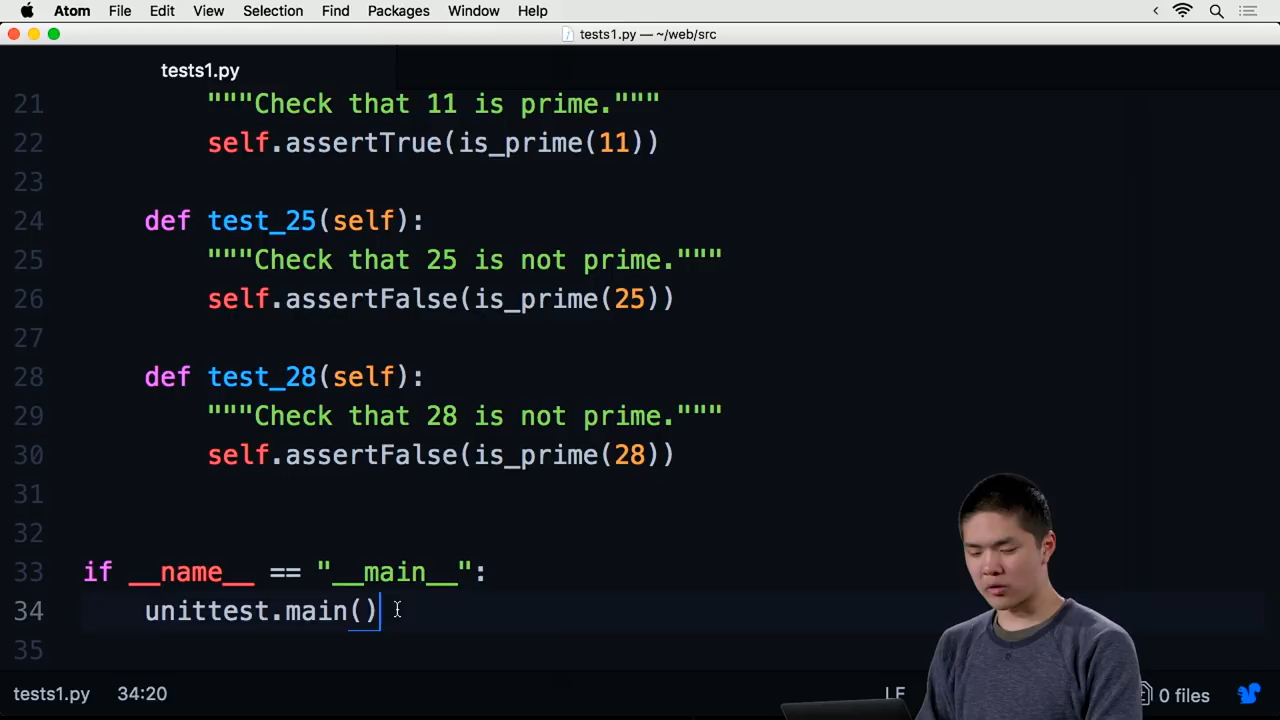 Atom File Edit View Selection Find Packages Window Help
tests1.py — ~/web/src
tests1.py
21 """Check that 11 is prime."""
22 self.assertTrue(is_prime(11))
23
24 def test_25(self):
25 """Check that 25 is not prime."""
26 self.assertFalse(is_prime(25))
27
28 def test_28(self):
29 """Check that 28 is not prime."""
30 self.assertFalse(is_prime(28))
31
32
33 if __name__ == "__main__":
34 unittest.main()
35
tests1.py 34:20 LF 0 files